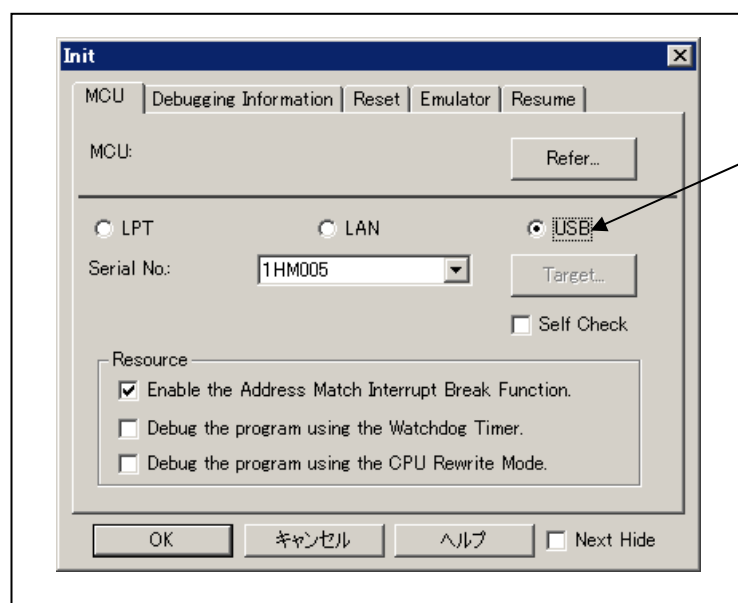 Init
MCU Debugging Information Reset Emulator Resume
MCU:
Refer...
LPT LAN USB
Serial No.: 1HM005 Target...
Self Check
Resource
Enable the Address Match Interrupt Break Function.
Debug the program using the Watchdog Timer.
Debug the program using the CPU Rewrite Mode.
OK キャンセル ヘルプ Next Hide